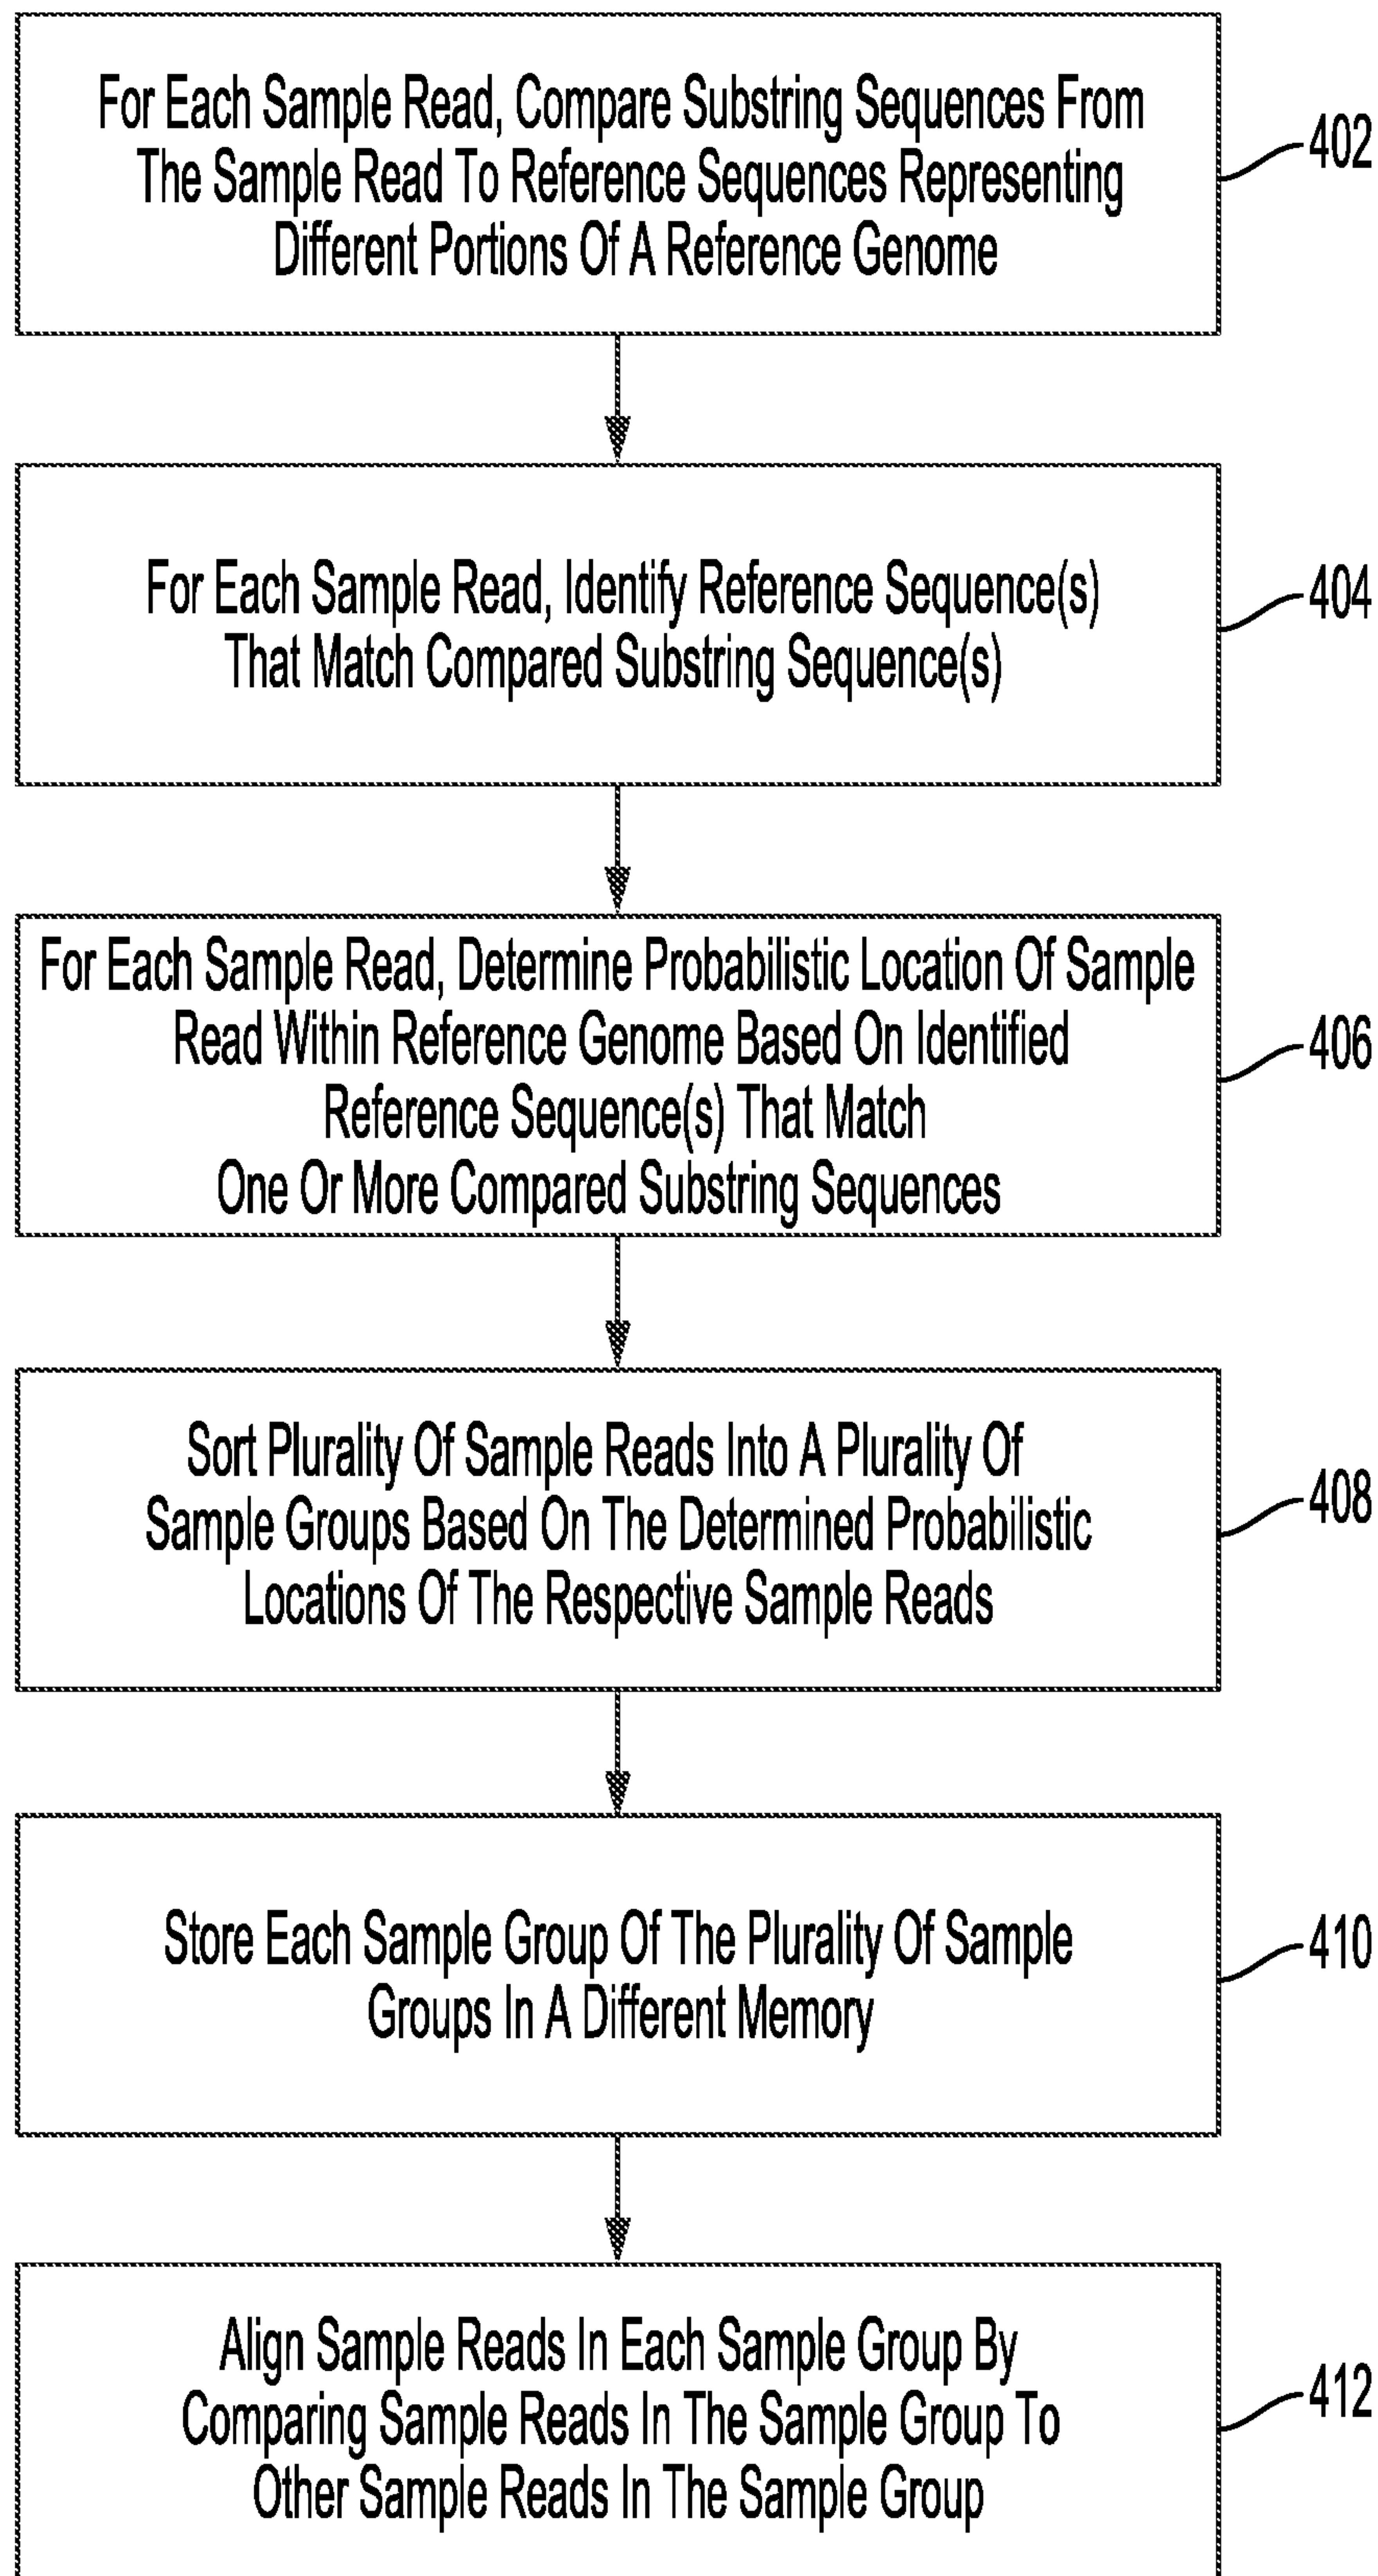 For Each Sample Read, Compare Substring Sequences From
The Sample Read To Reference Sequences Representing
Different Portions Of A Reference Genome
402
For Each Sample Read, Identify Reference Sequence(s)
That Match Compared Substring Sequence(s)
404
For Each Sample Read, Determine Probabilistic Location Of Sample
Read Within Reference Genome Based On Identified
Reference Sequence(s) That Match
One Or More Compared Substring Sequences
406
Sort Plurality Of Sample Reads Into A Plurality Of
Sample Groups Based On The Determined Probabilistic
Locations Of The Respective Sample Reads
408
Store Each Sample Group Of The Plurality Of Sample
Groups In A Different Memory
410
Align Sample Reads In Each Sample Group By
Comparing Sample Reads In The Sample Group To
Other Sample Reads In The Sample Group
412